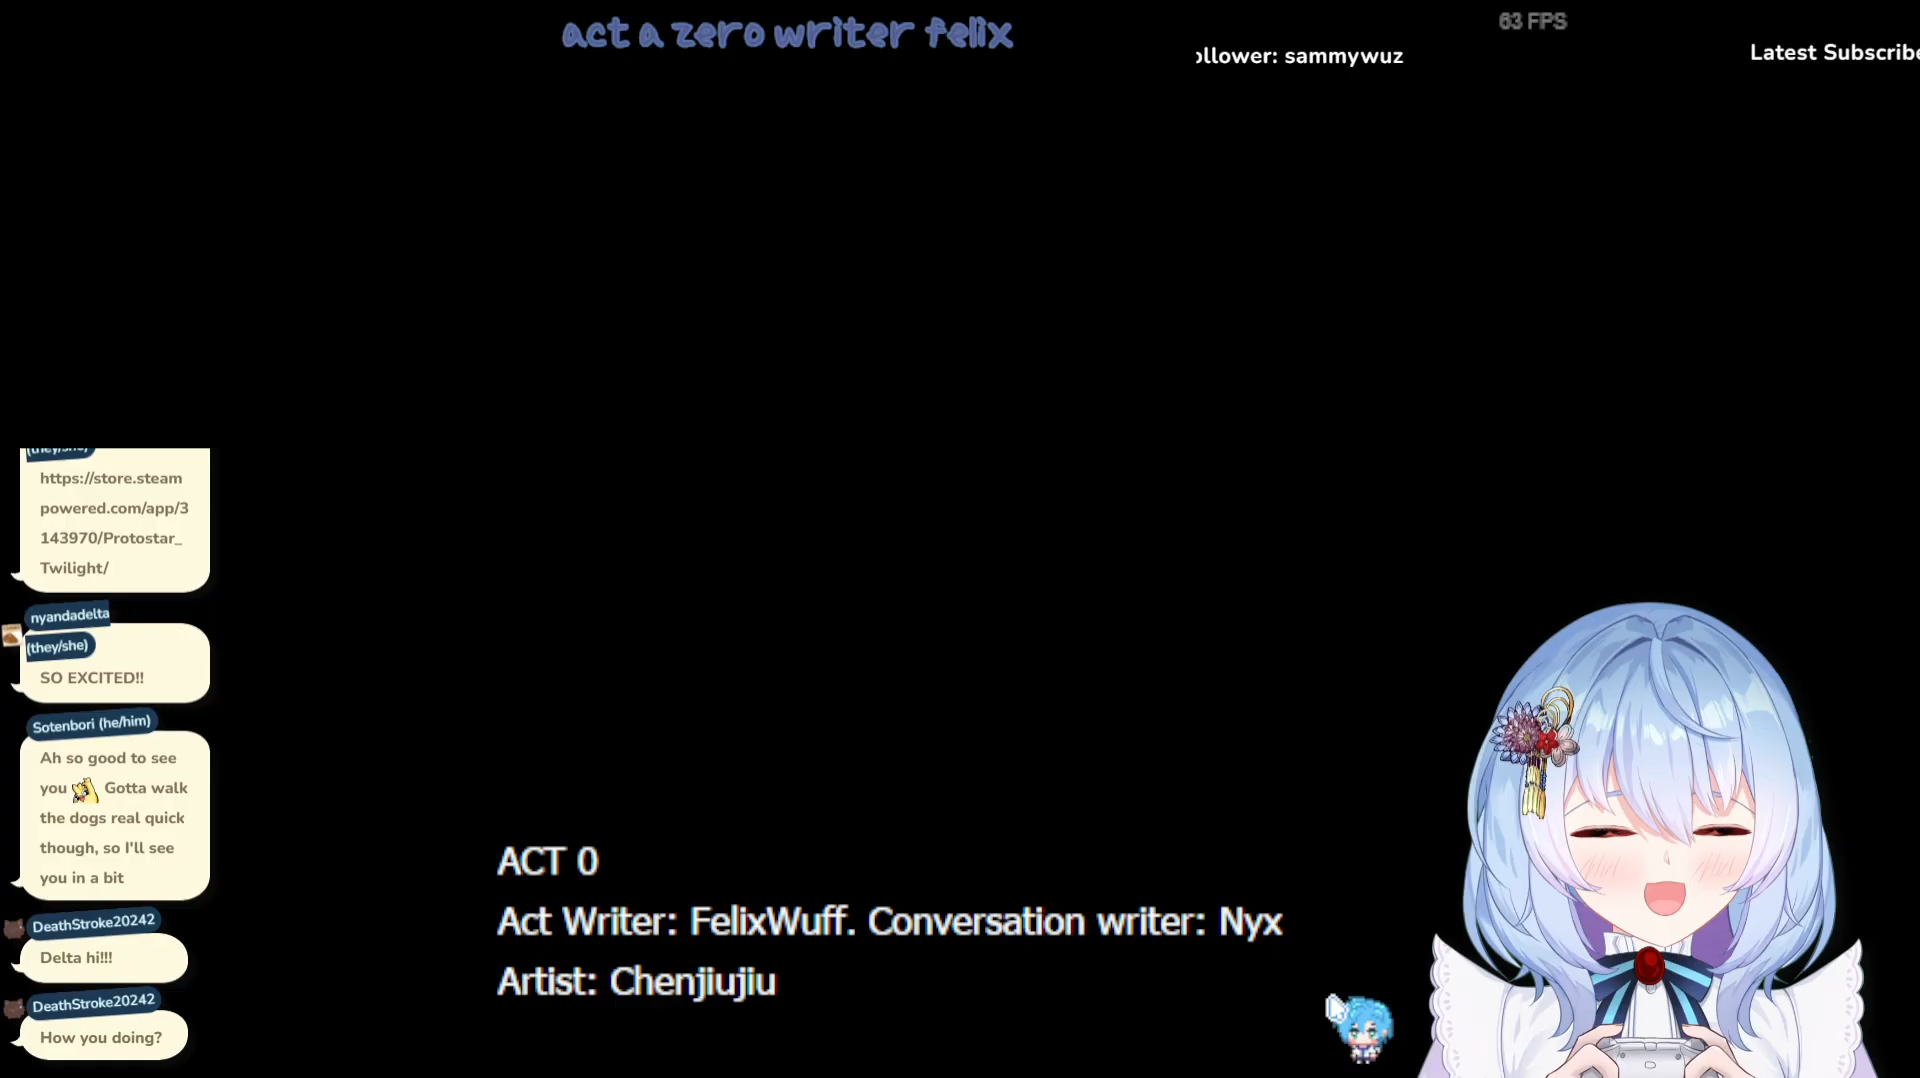 act a zero writer felix
63 FPS
ollower: sammywuz
Latest Subscribe
(they/she)
https://store.steam
powered.com/app/3
143970/Protostar_
Twilight/
nyandadelta
(they/she)
SO EXCITED!!
Sotenbori (he/him)
Ah so good to see
you Gotta walk
the dogs real quick
though, so I'll see
you in a bit
DeathStroke20242
Delta hi!!!
DeathStroke20242
How you doing?
ACT 0
Act Writer: FelixWuff. Conversation writer: Nyx
Artist: Chenjiujiu